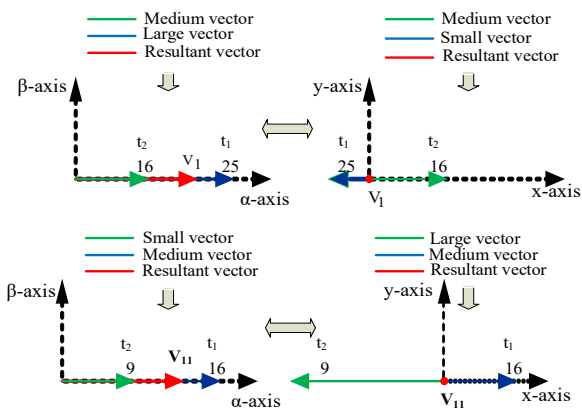 Medium vector
Large vector
Resultant vector
β-axis
t₂
16
V₁
t₁
25
α-axis
Medium vector
Small vector
Resultant vector
y-axis
t₁
25
t₂
16
V₁
x-axis
Small vector
Medium vector
Resultant vector
β-axis
t₂
9
V₁₁
t₁
16
α-axis
Large vector
Medium vector
Resultant vector
y-axis
t₂
9
t₁
16
V₁₁
x-axis